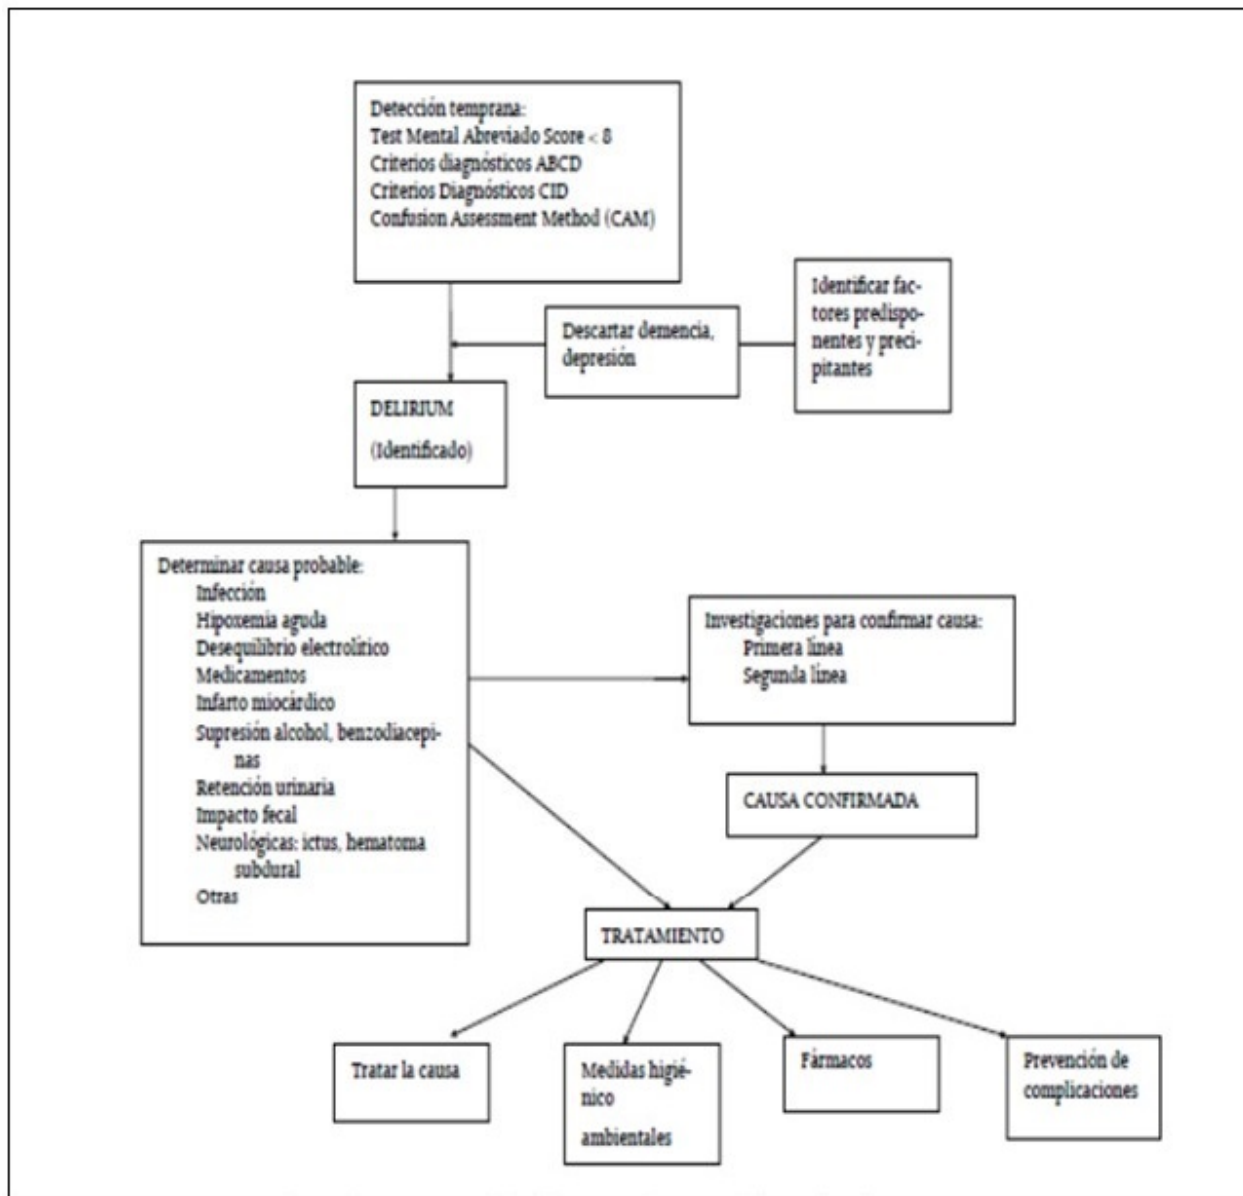 Detección temprana:
Test Mental Abreviado Score < 8
Criterios diagnósticos ABCD
Criterios Diagnósticos CID
Confusion Assessment Method (CAM)
Identificar fac-
tores predispo-
nentes y preci-
pitantes
Descartar demencia,
depresión
DELIRIUM
(Identificado)
Determinar causa probable:
Infección
Hipoxemia aguda
Desequilibrio electrolítico
Medicamentos
Infarto miocárdico
Supresión alcohol, benzodiacepi-
nas
Retención urinaria
Impacto fecal
Neurológicas: ictus, hematoma
subdural
Otras
Investigaciones para confirmar causa:
Primera línea
Segunda línea
CAUSA CONFIRMADA
TRATAMIENTO
Tratar la causa
Medidas higié-
nico
ambientales
Fármacos
Prevención de
complicaciones